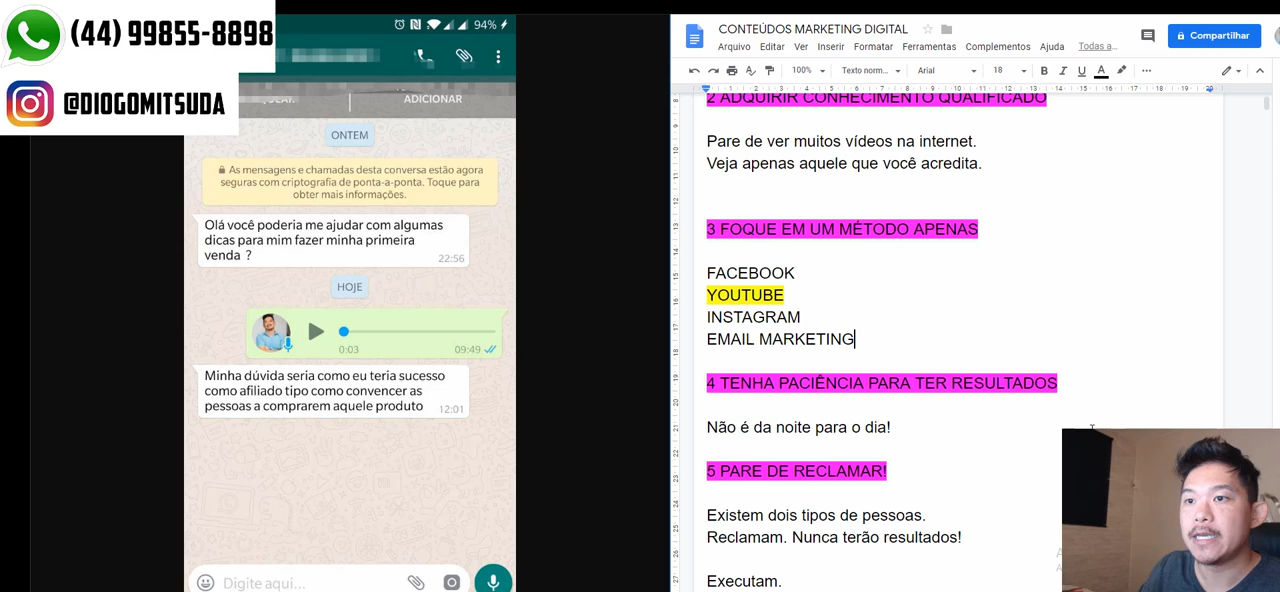 (44) 99855-8898
@DIOGOMITSUDA
94%
ADICIONAR
ONTEM
As mensagens e chamadas desta conversa estão agora
seguras com criptografia de ponta-a-ponta. Toque para
obter mais informações.
Olá você poderia me ajudar com algumas
dicas para mim fazer minha primeira
venda ?
22:56
HOJE
0:03
09:49
Minha dúvida seria como eu teria sucesso
como afiliado tipo como convencer as
pessoas a comprarem aquele produto
12:01
Digite aqui...
CONTEÚDOS MARKETING DIGITAL
Arquivo Editar Ver Inserir Formatar Ferramentas Complementos Ajuda Todas a...
Compartilhar
100% Texto norm... Arial 18 B I U A
2 ADQUIRIR CONHECIMENTO QUALIFICADO
Pare de ver muitos vídeos na internet.
Veja apenas aquele que você acredita.
3 FOQUE EM UM MÉTODO APENAS
FACEBOOK
YOUTUBE
INSTAGRAM
EMAIL MARKETING
4 TENHA PACIÊNCIA PARA TER RESULTADOS
Não é da noite para o dia!
5 PARE DE RECLAMAR!
Existem dois tipos de pessoas.
Reclamam. Nunca terão resultados!
Executam.